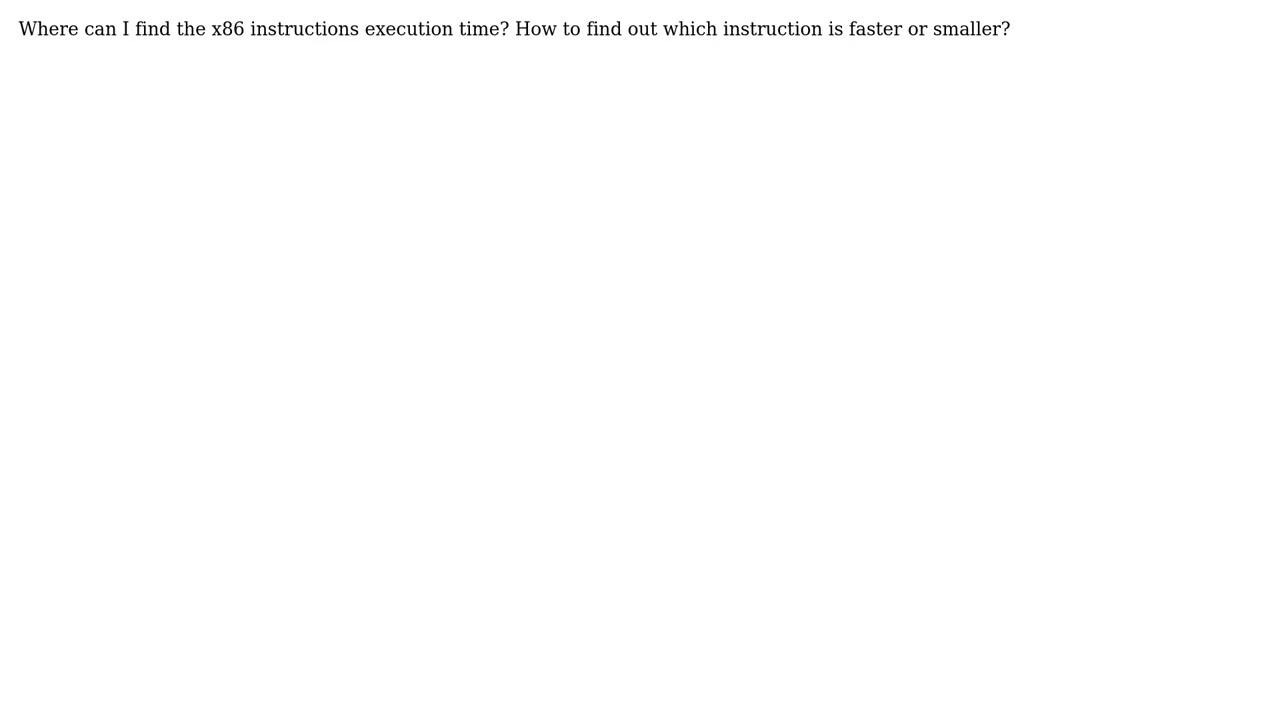 Where can I find the x86 instructions execution time? How to find out which instruction is faster or smaller?